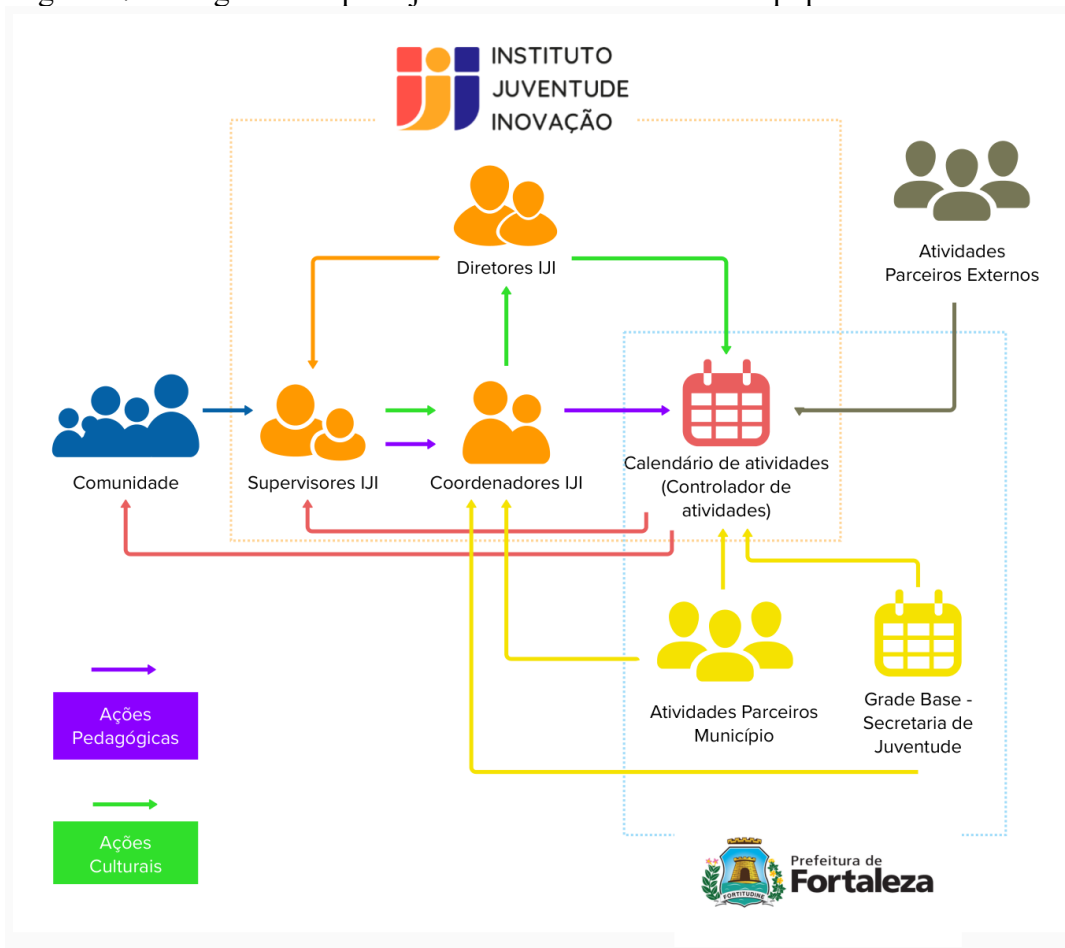 INSTITUTO
JUVENTUDE
INOVAÇÃO
Diretores IJI
Atividades
Parceiros Externos
Comunidade
Supervisores IJI
Coordenadores IJI
Calendário de atividades
(Controlador de
atividades)
Ações
Pedagógicas
Atividades Parceiros
Município
Grade Base -
Secretaria de
Juventude
Ações
Culturais
FORTITUDINE
Prefeitura de
Fortaleza